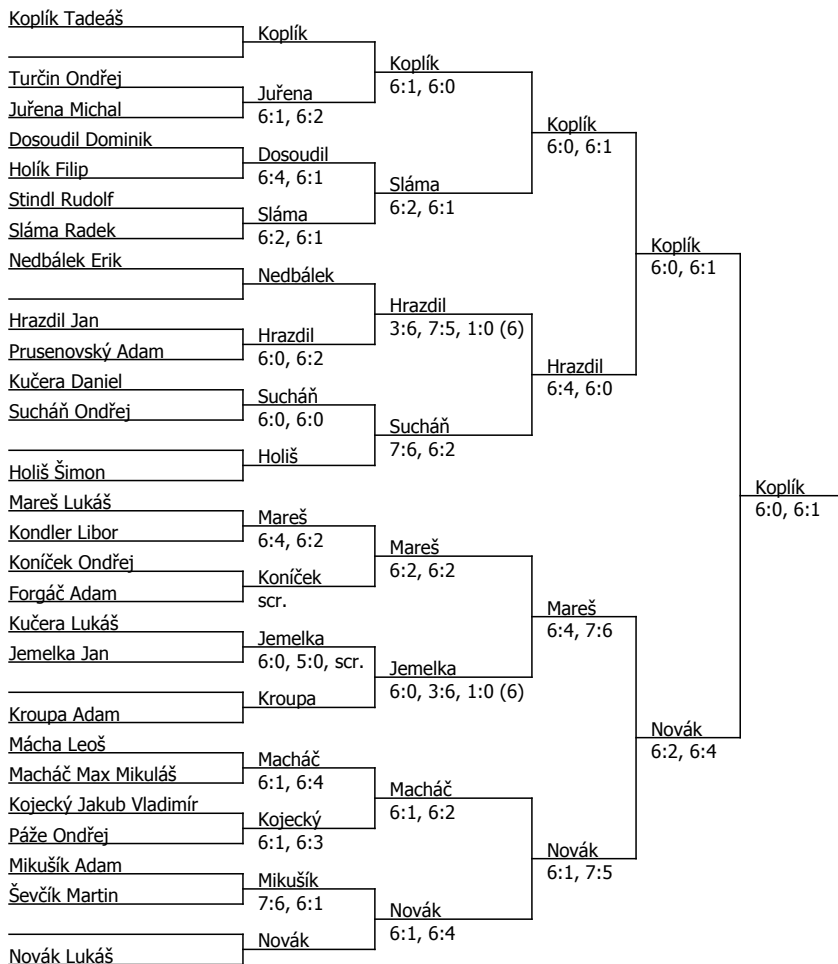 Koplík Tadeáš
Turčin Ondřej
Juřena Michal
Dosoudil Dominik
Holík Filip
Stindl Rudolf
Sláma Radek
Nedbálek Erik
Hrazdil Jan
Prusenovský Adam
Kučera Daniel
Sucháň Ondřej
Holiš Šimon
Mareš Lukáš
Kondler Libor
Koníček Ondřej
Forgáč Adam
Kučera Lukáš
Jemelka Jan
Kroupa Adam
Mácha Leoš
Macháč Max Mikuláš
Kojecký Jakub Vladimír
Páže Ondřej
Mikušík Adam
Ševčík Martin
Novák Lukáš
Koplík
Juřena
6:1, 6:2
Dosoudil
6:4, 6:1
Sláma
6:2, 6:1
Nedbálek
Hrazdil
6:0, 6:2
Sucháň
6:0, 6:0
Holiš
Mareš
6:4, 6:2
Koníček
scr.
Jemelka
6:0, 5:0, scr.
Kroupa
Macháč
6:1, 6:4
Kojecký
6:1, 6:3
Mikušík
7:6, 6:1
Novák
Koplík
6:1, 6:0
Sláma
6:2, 6:1
Hrazdil
3:6, 7:5, 1:0 (6)
Sucháň
7:6, 6:2
Mareš
6:2, 6:2
Jemelka
6:0, 3:6, 1:0 (6)
Macháč
6:1, 6:2
Novák
6:1, 6:4
Koplík
6:0, 6:1
Hrazdil
6:4, 6:0
Mareš
6:4, 7:6
Novák
6:1, 7:5
Koplík
6:0, 6:1
Novák
6:2, 6:4
Koplík
6:0, 6:1